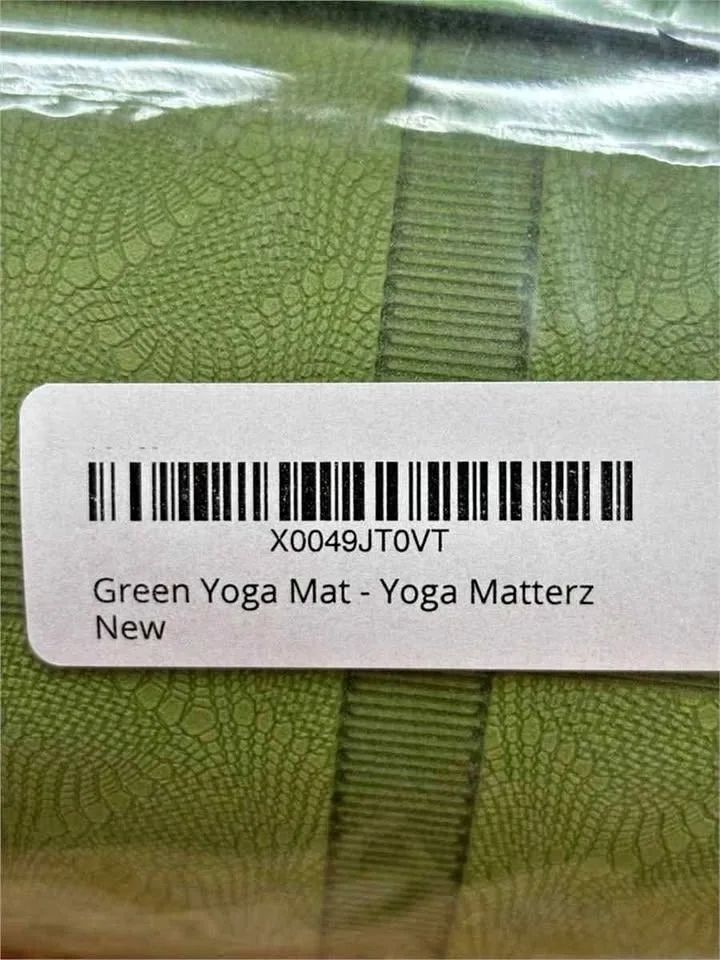 X0049JT0VT
Green Yoga Mat - Yoga Matterz
New